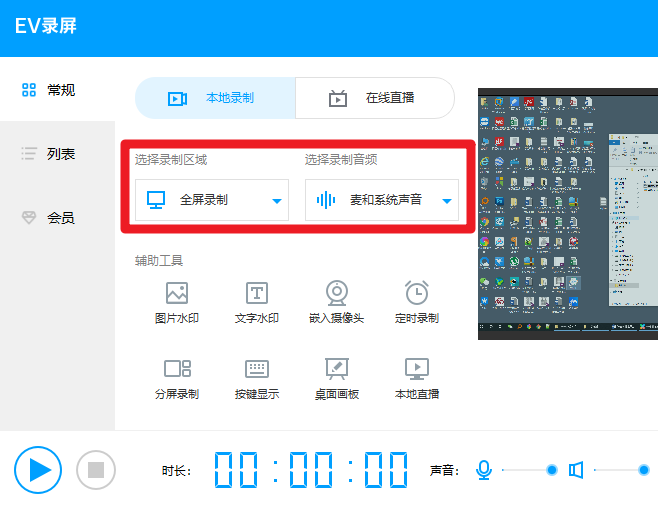 EV录屏
常规
列表
会员
本地录制
在线直播
选择录制区域
选择录制音频
全屏录制
麦和系统声音
辅助工具
图片水印
文字水印
嵌入摄像头
定时录制
分屏录制
按键显示
桌面画板
本地直播
时长：
00:00:00
声音：